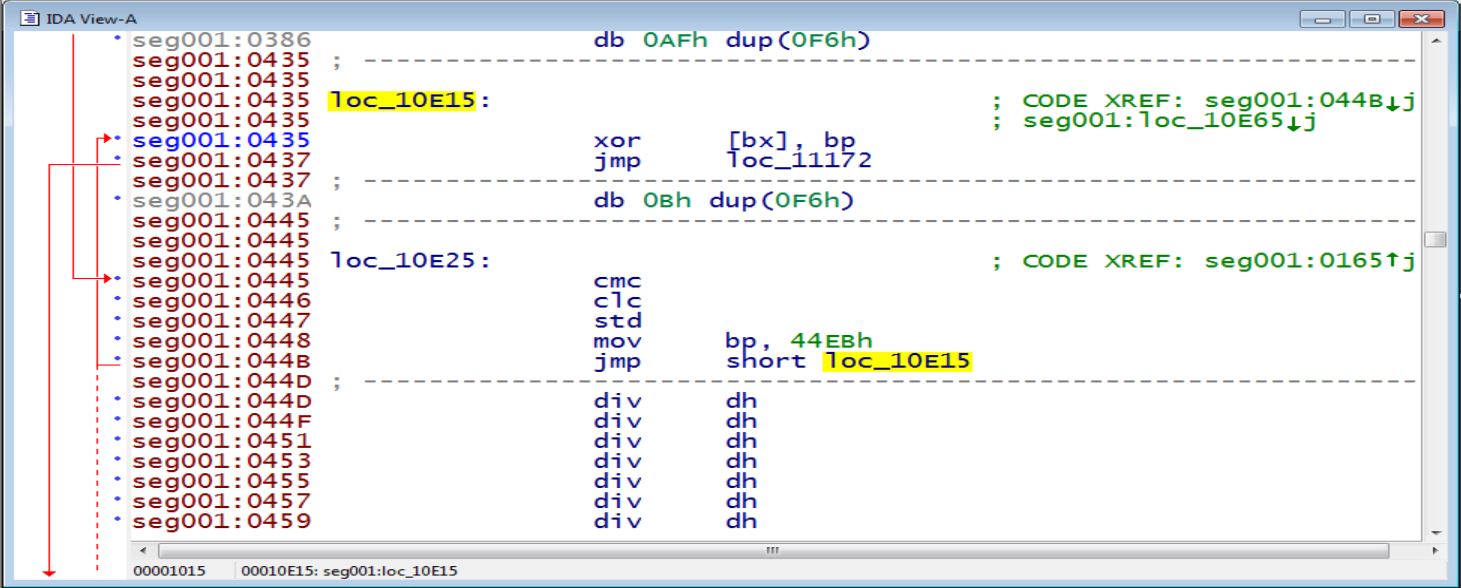 IDA View-A
seg001:0386 db 0AFh dup(0F6h)
seg001:0435 ; ---------------------------------------------------------------------------
seg001:0435
seg001:0435 loc_10E15: ; CODE XREF: seg001:044B↓j
seg001:0435 ; seg001:loc_10E65↓j
seg001:0435 xor [bx], bp
seg001:0437 jmp loc_11172
seg001:0437 ; ---------------------------------------------------------------------------
seg001:043A db 0Bh dup(0F6h)
seg001:0445 ; ---------------------------------------------------------------------------
seg001:0445
seg001:0445 loc_10E25: ; CODE XREF: seg001:0165↑j
seg001:0445 cmc
seg001:0446 clc
seg001:0447 std
seg001:0448 mov bp, 44EBh
seg001:044B jmp short loc_10E15
seg001:044D ; ---------------------------------------------------------------------------
seg001:044D div dh
seg001:044F div dh
seg001:0451 div dh
seg001:0453 div dh
seg001:0455 div dh
seg001:0457 div dh
seg001:0459 div dh
00001015 00010E15: seg001:loc_10E15